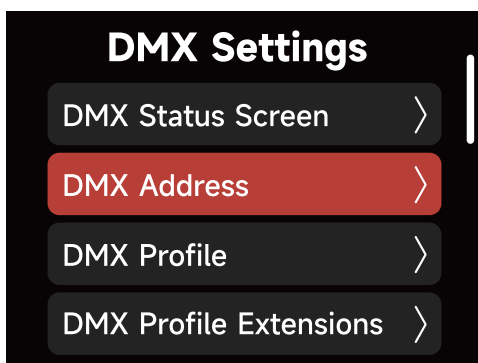 DMX Settings
DMX Status Screen
DMX Address
DMX Profile
DMX Profile Extensions